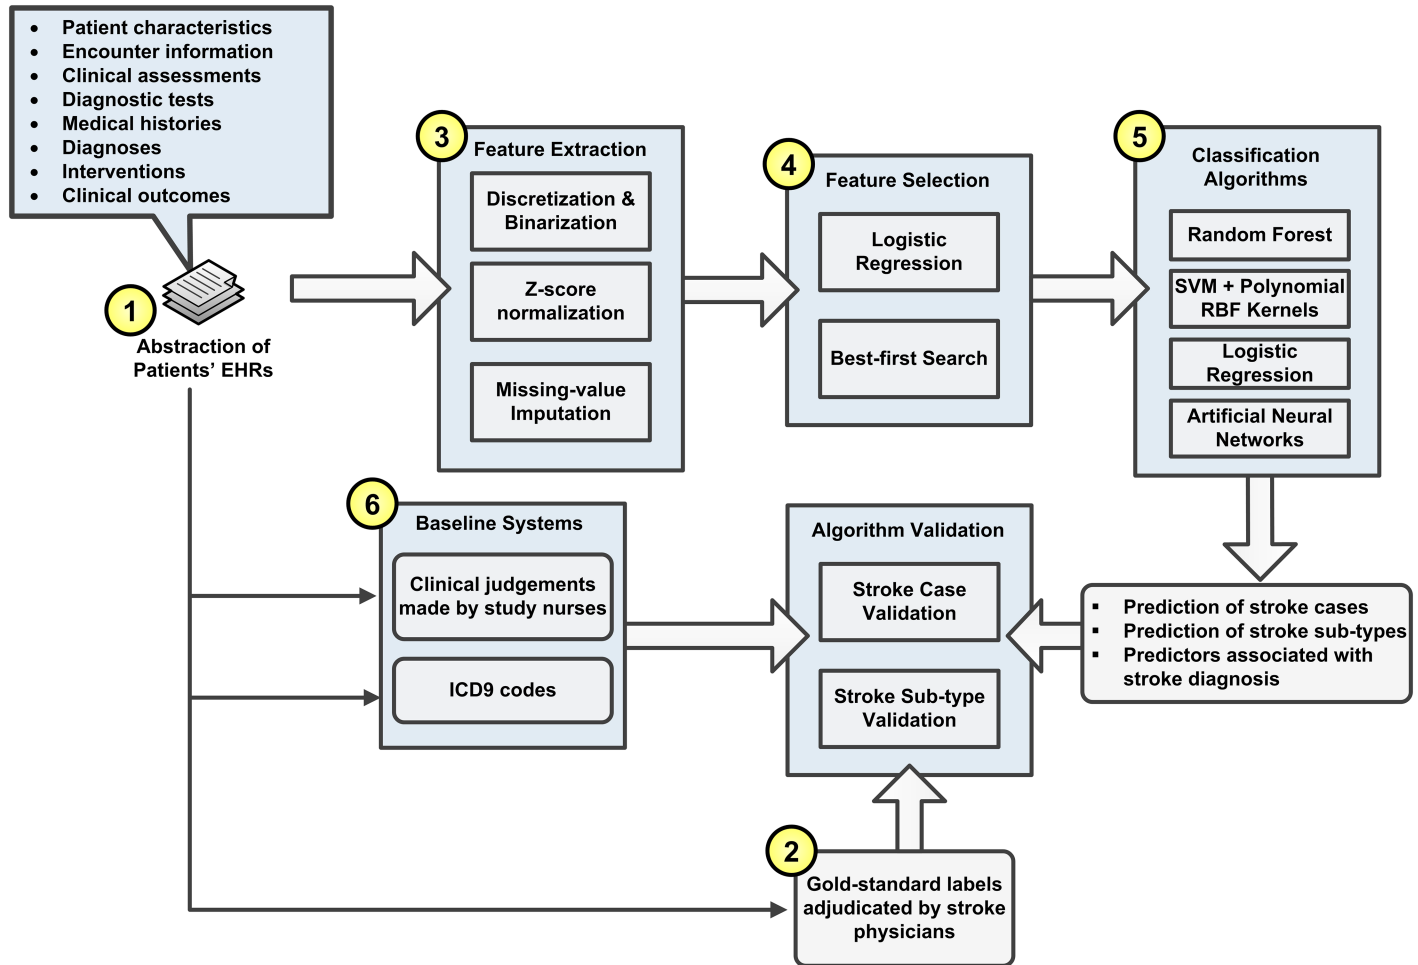 • Patient characteristics
• Encounter information
• Clinical assessments
• Diagnostic tests
• Medical histories
• Diagnoses
• Interventions
• Clinical outcomes
1
Abstraction of
Patients’ EHRs
3
Feature Extraction
Discretization &
Binarization
Z-score
normalization
Missing-value
Imputation
4
Feature Selection
Logistic
Regression
Best-first Search
5
Classification
Algorithms
Random Forest
SVM + Polynomial
RBF Kernels
Logistic
Regression
Artificial Neural
Networks
6
Baseline Systems
Clinical judgements
made by study nurses
ICD9 codes
Algorithm Validation
Stroke Case
Validation
Stroke Sub-type
Validation
▪ Prediction of stroke cases
▪ Prediction of stroke sub-types
▪ Predictors associated with
stroke diagnosis
2
Gold-standard labels
adjudicated by stroke
physicians